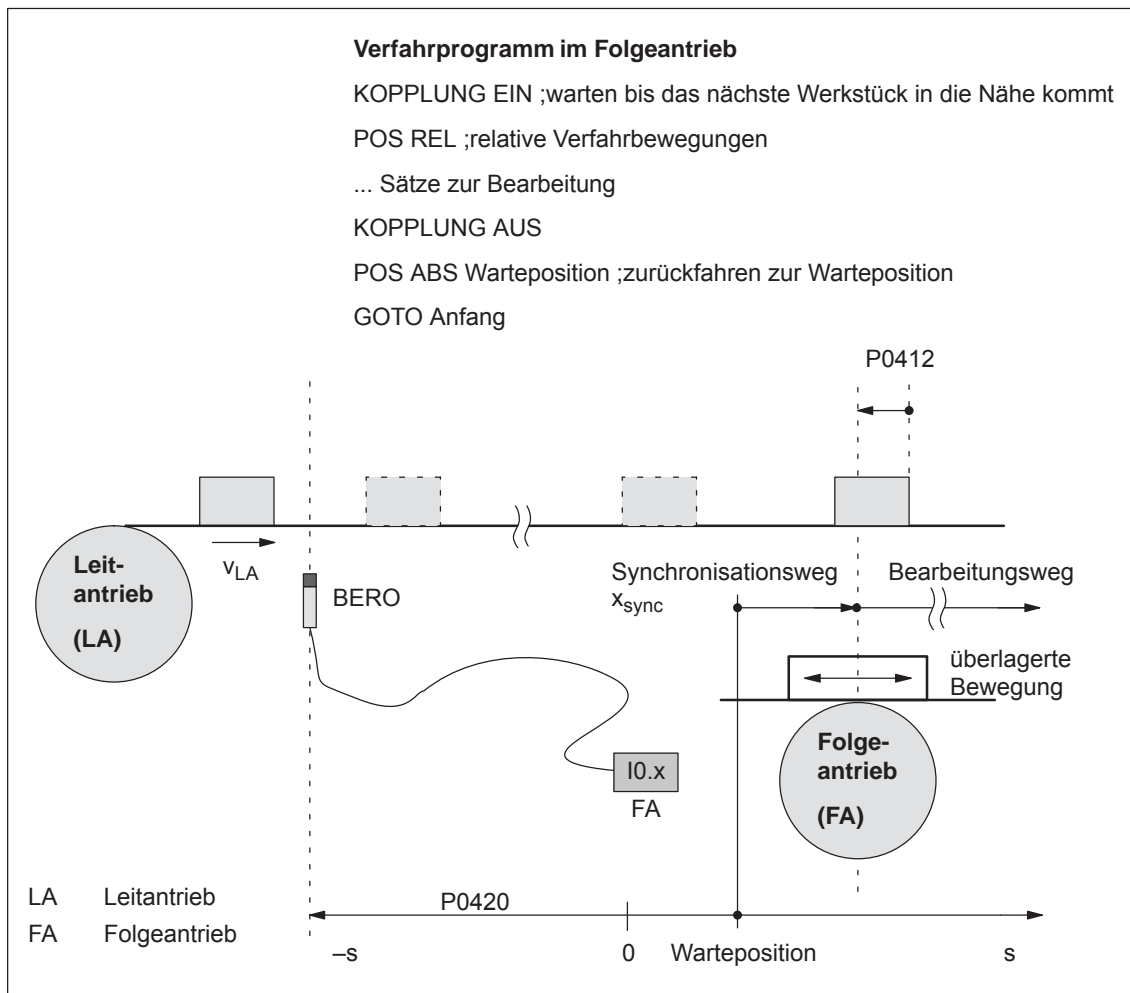 Verfahrprogramm im Folgeantrieb
KOPPLUNG EIN ;warten bis das nächste Werkstück in die Nähe kommt
POS REL ;relative Verfahrbewegungen
... Sätze zur Bearbeitung
KOPPLUNG AUS
POS ABS Warteposition ;zurückfahren zur Warteposition
GOTO Anfang
P0412
Leit-
antrieb
(LA)
vLA
BERO
Synchronisationsweg
xsync
Bearbeitungsweg
überlagerte
Bewegung
I0.x
FA
Folge-
antrieb
(FA)
LA Leitantrieb
FA Folgeantrieb
P0420
–s
0
Warteposition
s